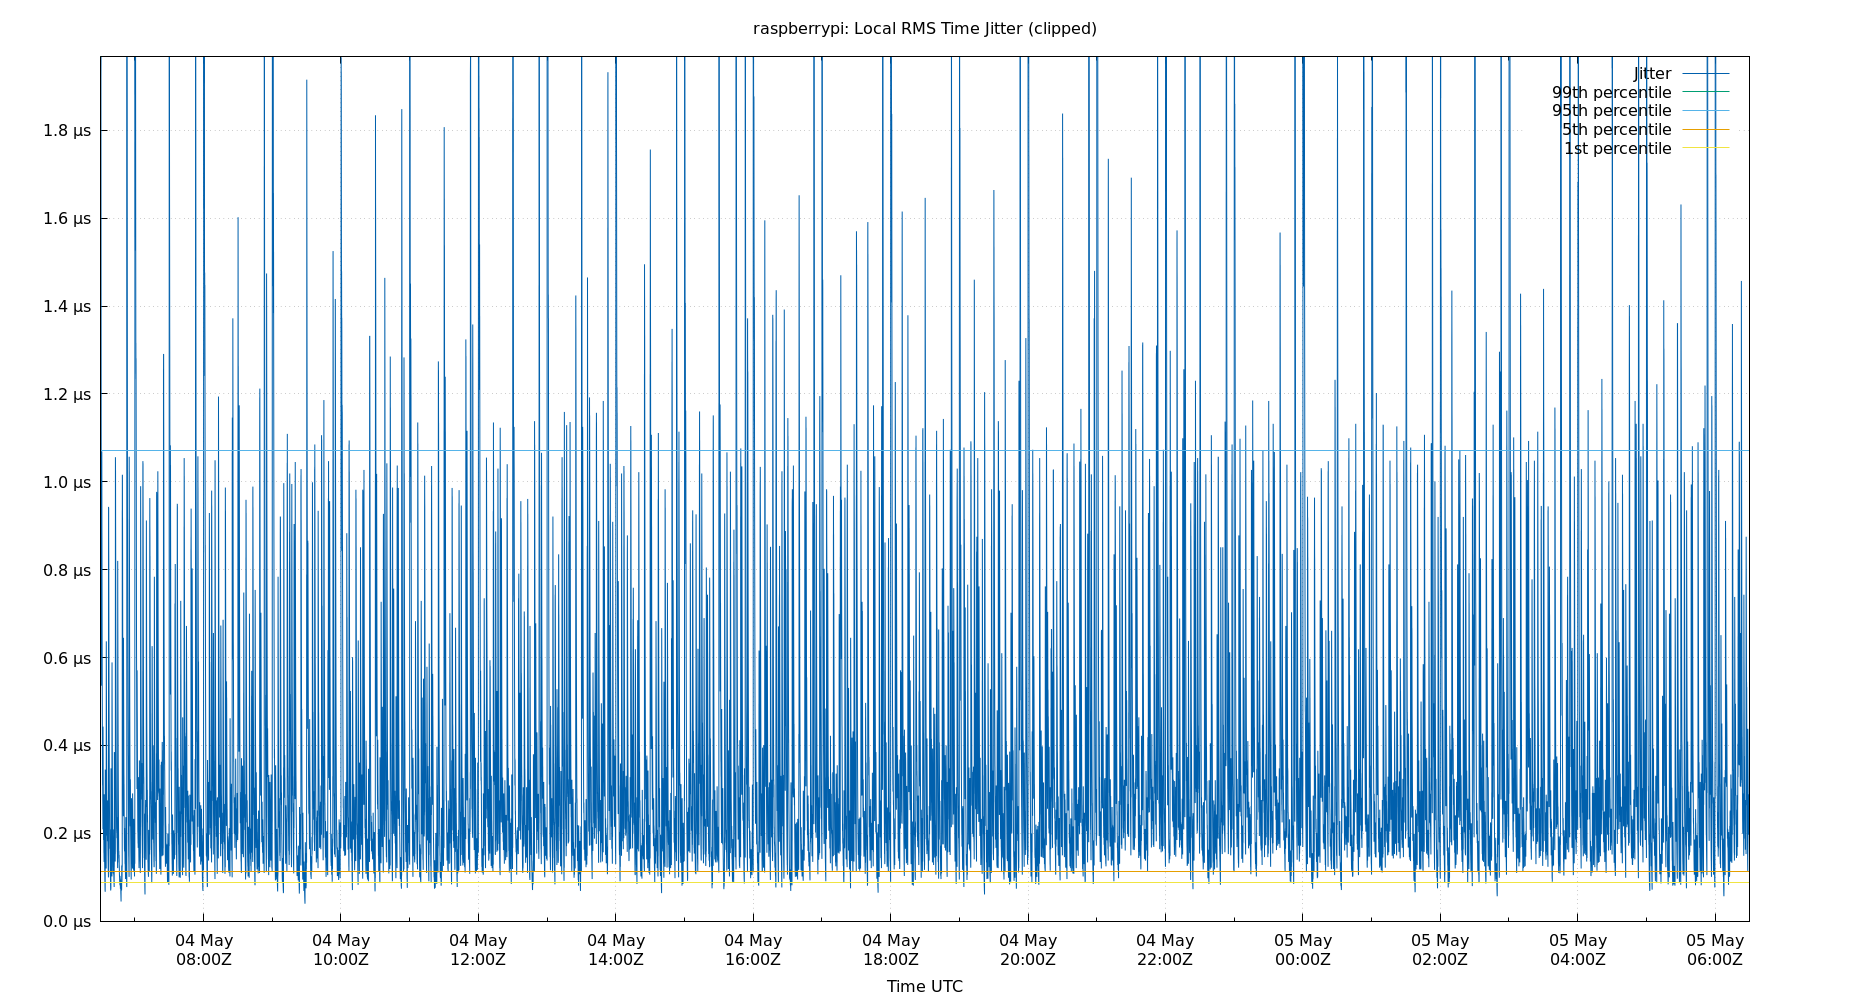 raspberrypi: Local RMS Time Jitter (clipped)
Jitter
99th percentile
95th percentile
5th percentile
1st percentile
1.8 μs
1.6 μs
1.4 μs
1.2 μs
1.0 μs
0.8 μs
0.6 μs
0.4 μs
0.2 μs
0.0 μs
04 May 04 May 04 May 04 May 04 May 04 May 04 May 04 May 05 May 05 May 05 May 05 May
08:00Z 10:00Z 12:00Z 14:00Z 16:00Z 18:00Z 20:00Z 22:00Z 00:00Z 02:00Z 04:00Z 06:00Z
Time UTC